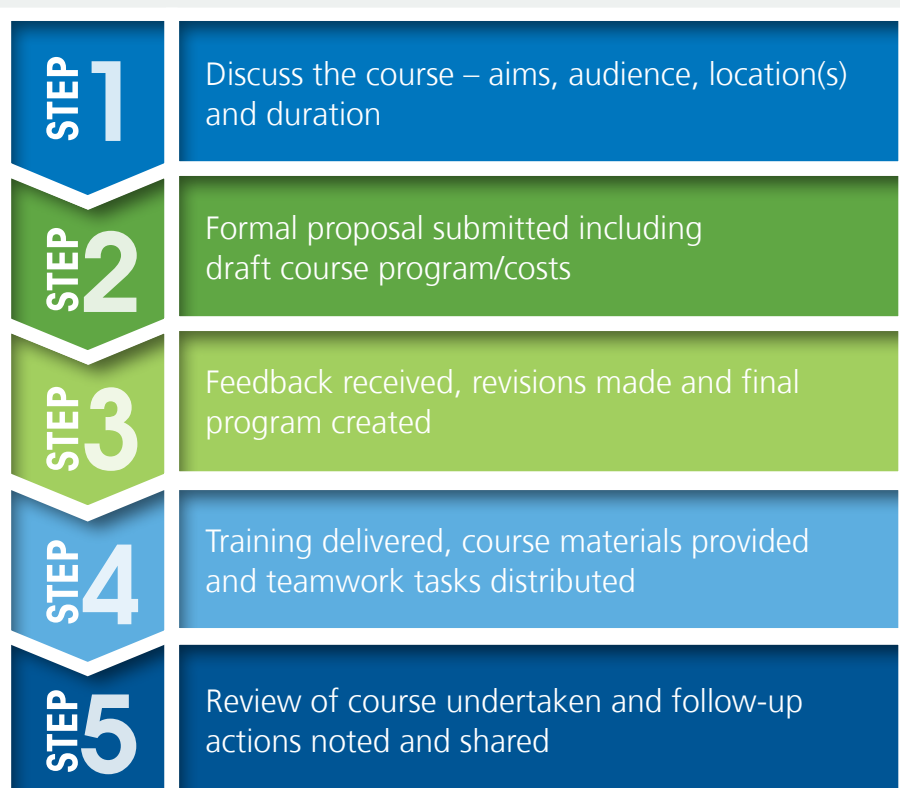 STEP 1
Discuss the course – aims, audience, location(s)
and duration
STEP 2
Formal proposal submitted including
draft course program/costs
STEP 3
Feedback received, revisions made and final
program created
STEP 4
Training delivered, course materials provided
and teamwork tasks distributed
STEP 5
Review of course undertaken and follow-up
actions noted and shared